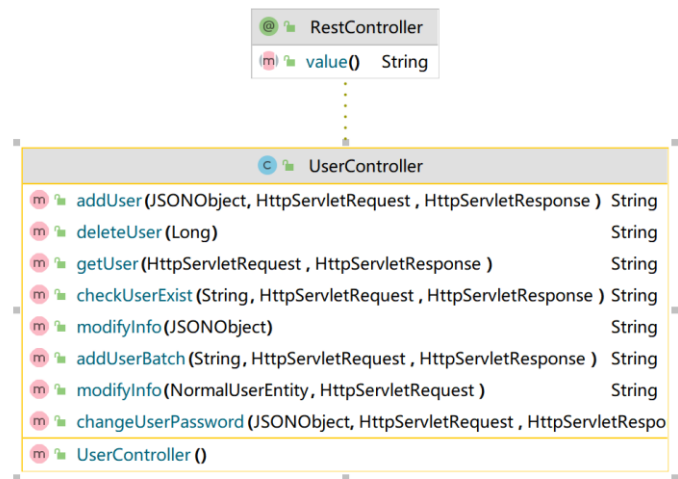 @ RestController
m value() String
C UserController
m addUser(JSONObject, HttpServletRequest , HttpServletResponse ) String
m deleteUser(Long) String
m getUser(HttpServletRequest , HttpServletResponse ) String
m checkUserExist(String, HttpServletRequest , HttpServletResponse ) String
m modifyInfo(JSONObject) String
m addUserBatch(String, HttpServletRequest , HttpServletResponse ) String
m modifyInfo(NormalUserEntity, HttpServletRequest ) String
m changeUserPassword(JSONObject, HttpServletRequest , HttpServletRespo
m UserController ()